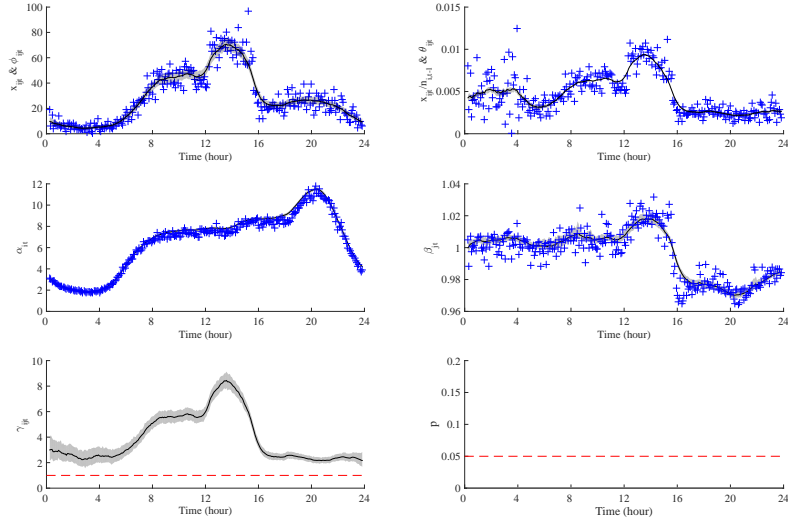 x_ijt & ϕ_ijt
100
80
60
40
20
0
0 4 8 12 16 20 24
Time (hour)
x_ijt/n_i,t-1 & θ_ijt
0.015
0.01
0.005
0
0 4 8 12 16 20 24
Time (hour)
α_it
12
10
8
6
4
2
0
0 4 8 12 16 20 24
Time (hour)
β_jt
1.04
1.02
1
0.98
0.96
0 4 8 12 16 20 24
Time (hour)
γ_ijt
10
8
6
4
2
0
0 4 8 12 16 20 24
Time (hour)
p
0.2
0.15
0.1
0.05
0
0 4 8 12 16 20 24
Time (hour)